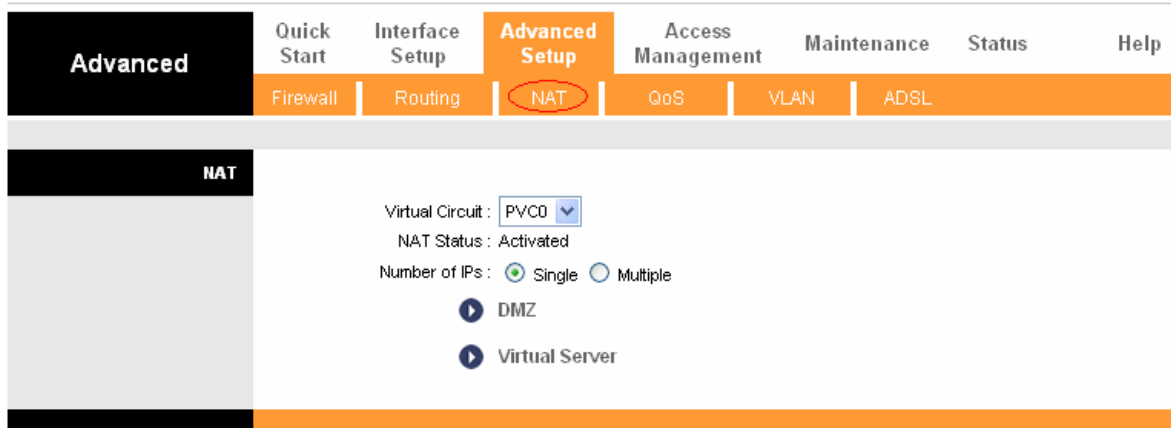 Advanced
Quick Start
Interface Setup
Advanced Setup
Access Management
Maintenance
Status
Help
Firewall
Routing
NAT
QoS
VLAN
ADSL
NAT
Virtual Circuit : PVC0
NAT Status : Activated
Number of IPs : Single Multiple
DMZ
Virtual Server